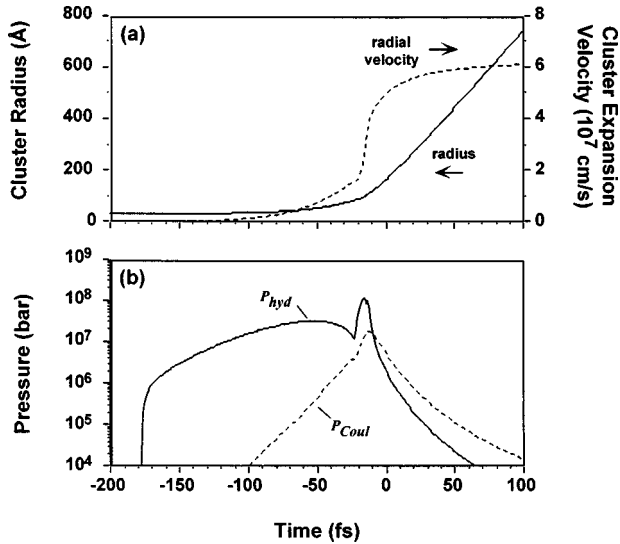 (a)
800
600
400
200
0
Cluster Radius (Å)
radial
velocity
radius
8
6
4
2
0
Cluster Expansion
Velocity (10⁷ cm/s)
(b)
10⁹
10⁸
10⁷
10⁶
10⁵
10⁴
Pressure (bar)
P_hyd
P_Coul
-200 -150 -100 -50 0 50 100
Time (fs)